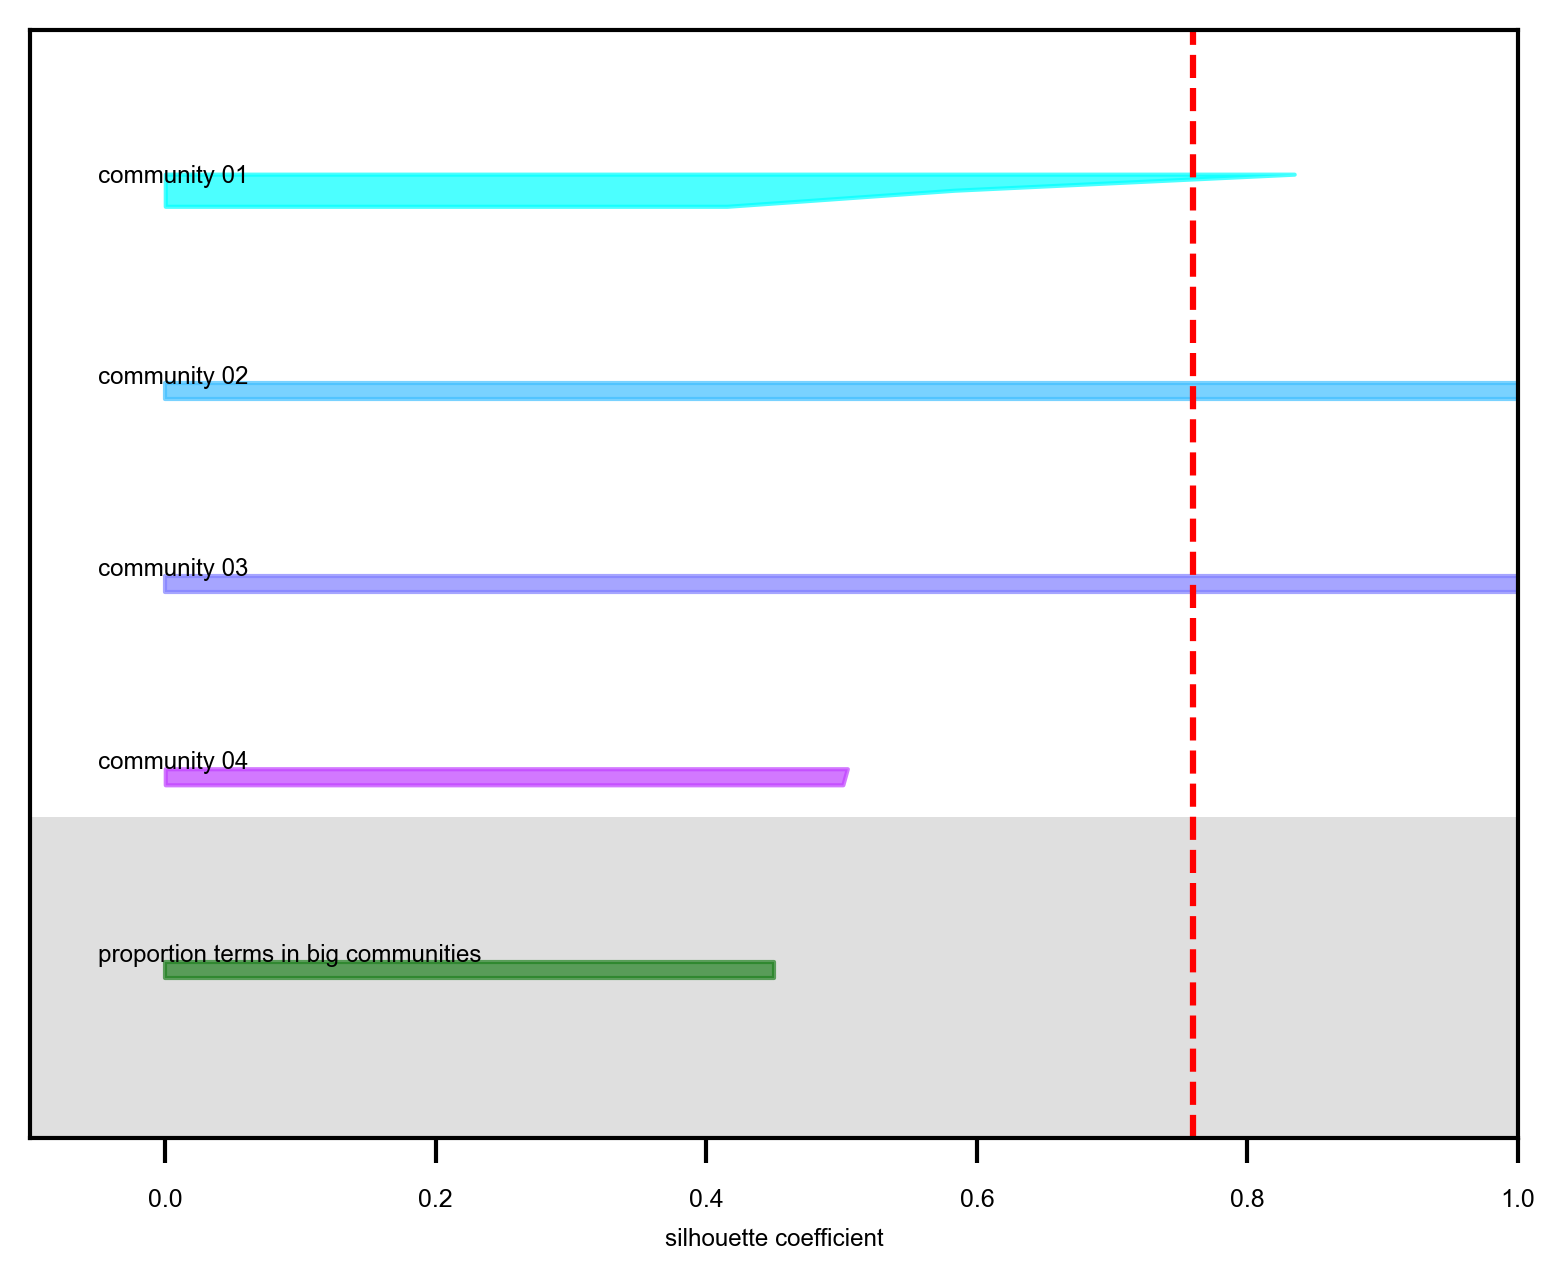 community 01
community 02
community 03
community 04
proportion terms in big communities
0.0 0.2 0.4 0.6 0.8 1.0
silhouette coefficient